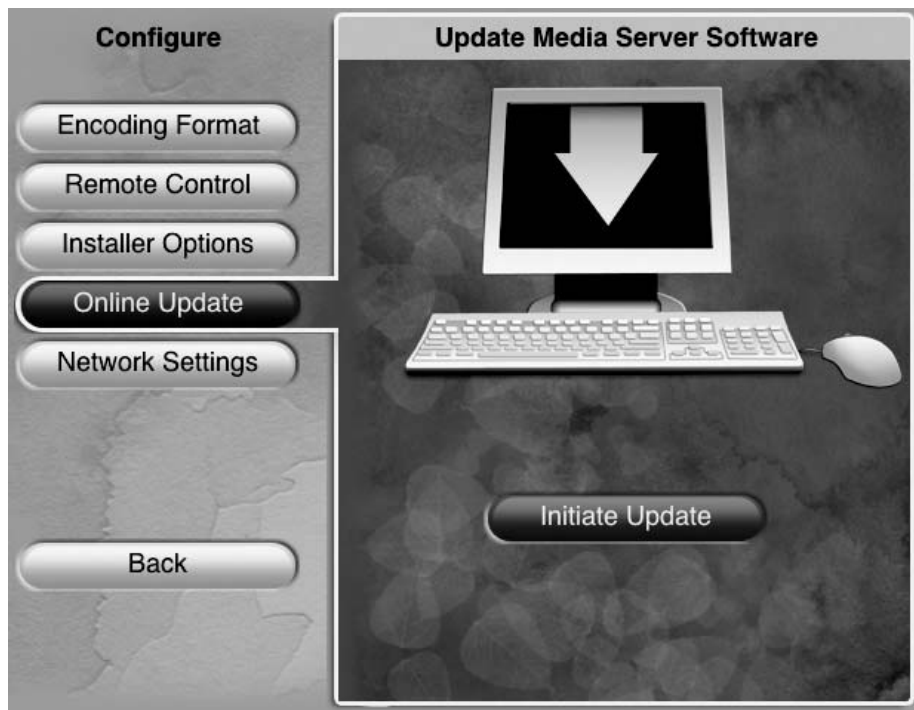 Configure
Encoding Format
Remote Control
Installer Options
Online Update
Network Settings
Back
Update Media Server Software
Initiate Update